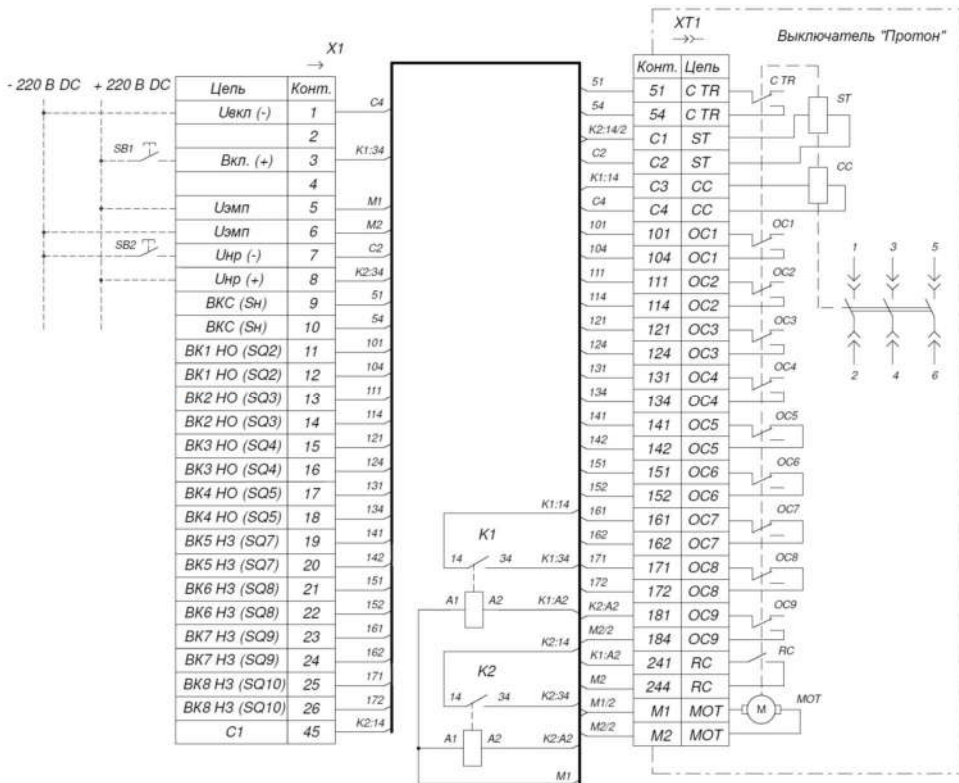 X1
XT1
Выключатель "Протон"
- 220 В DC + 220 В DC
Цепь Конт.
Uвкл (-) 1 C4
2
SB1 Вкл. (+) 3 K1:34
4
Uэмп 5 M1
Uэмп 6 M2
SB2 Uнр (-) 7 C2
Uнр (+) 8 K2:34
ВКС (Sн) 9 51
ВКС (Sн) 10 54
ВК1 НО (SQ2) 11 101
ВК1 НО (SQ2) 12 104
ВК2 НО (SQ3) 13 111
ВК2 НО (SQ3) 14 114
ВК3 НО (SQ4) 15 121
ВК3 НО (SQ4) 16 124
ВК4 НО (SQ5) 17 131
ВК4 НО (SQ5) 18 134
ВК5 НЗ (SQ7) 19 141
ВК5 НЗ (SQ7) 20 142
ВК6 НЗ (SQ8) 21 151
ВК6 НЗ (SQ8) 22 152
ВК7 НЗ (SQ9) 23 161
ВК7 НЗ (SQ9) 24 162
ВК8 НЗ (SQ10) 25 171
ВК8 НЗ (SQ10) 26 172
C1 45 K2:14
K1:14
K1
14 34 K1:34
A1 A2 K1:A2
K2:14
K2
14 34 K2:34
A1 A2 K2:A2
M1
Конт. Цепь
51 51 C TR C TR
54 54 C TR
K2:14/2 C1 ST ST
C2 C2 ST
K1:14 C3 CC CC
C4 C4 CC
101 101 OC1 OC1
104 104 OC1
111 111 OC2 OC2
114 114 OC2
121 121 OC3 OC3
124 124 OC3
131 131 OC4 OC4
134 134 OC4
141 141 OC5 OC5
142 142 OC5
151 151 OC6 OC6
152 152 OC6
161 161 OC7 OC7
162 162 OC7
171 171 OC8 OC8
172 172 OC8
K2:A2 181 OC9 OC9
M2/2 184 OC9
K1:A2 241 RC RC
M2 244 RC
M1/2 M1 MOT M MOT
M2/2 M2 MOT
1 3 5
2 4 6